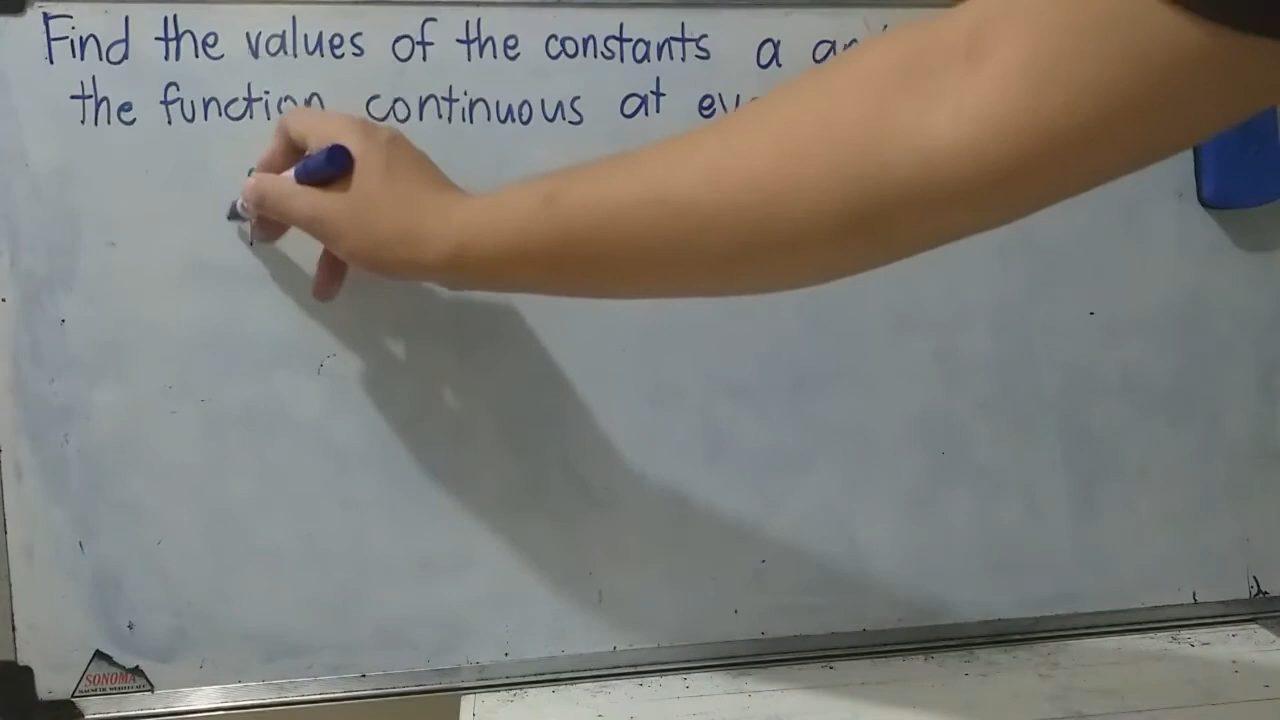 Find the values of the constants a
the function continuous at
SONOMA